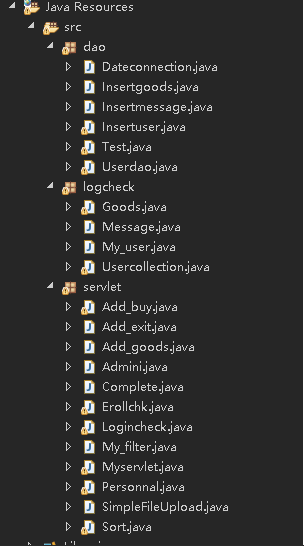 Java Resources
src
dao
Dateconnection.java
Insertgoods.java
Insertmessage.java
Insertuser.java
Test.java
Userdao.java
logcheck
Goods.java
Message.java
My_user.java
Usercollection.java
servlet
Add_buy.java
Add_exit.java
Add_goods.java
Admini.java
Complete.java
Erollchk.java
Logincheck.java
My_filter.java
Myservlet.java
Personnal.java
SimpleFileUpload.java
Sort.java